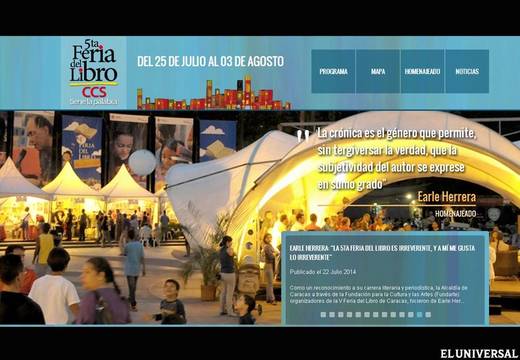 5ta
Feria
del
Libro
CCS
tiene la palabra
DEL 25 DE JULIO AL 03 DE AGOSTO
PROGRAMA
MAPA
HOMENAJEADO
NOTICIAS
FERIA
DEL LIBRO
" La crónica es el género que permite,
sin tergiversar la verdad, que la
subjetividad del autor se exprese
en sumo grado"
Earle Herrera
HOMENAJEADO
EARLE HERRERA: "LA 5TA FERIA DEL LIBRO ES IRREVERENTE, Y A MÍ ME GUSTA
LO IRREVERENTE"
Publicado el 22 Julio 2014
Como un reconocimiento a su carrera literaria y periodística, la Alcaldía de
Caracas a través de la Fundación para la Cultura y las Artes (Fundarte)
organizadores de la V Feria del Libro de Caracas, hicieron de Earle Her...
EL UNIVERSAL